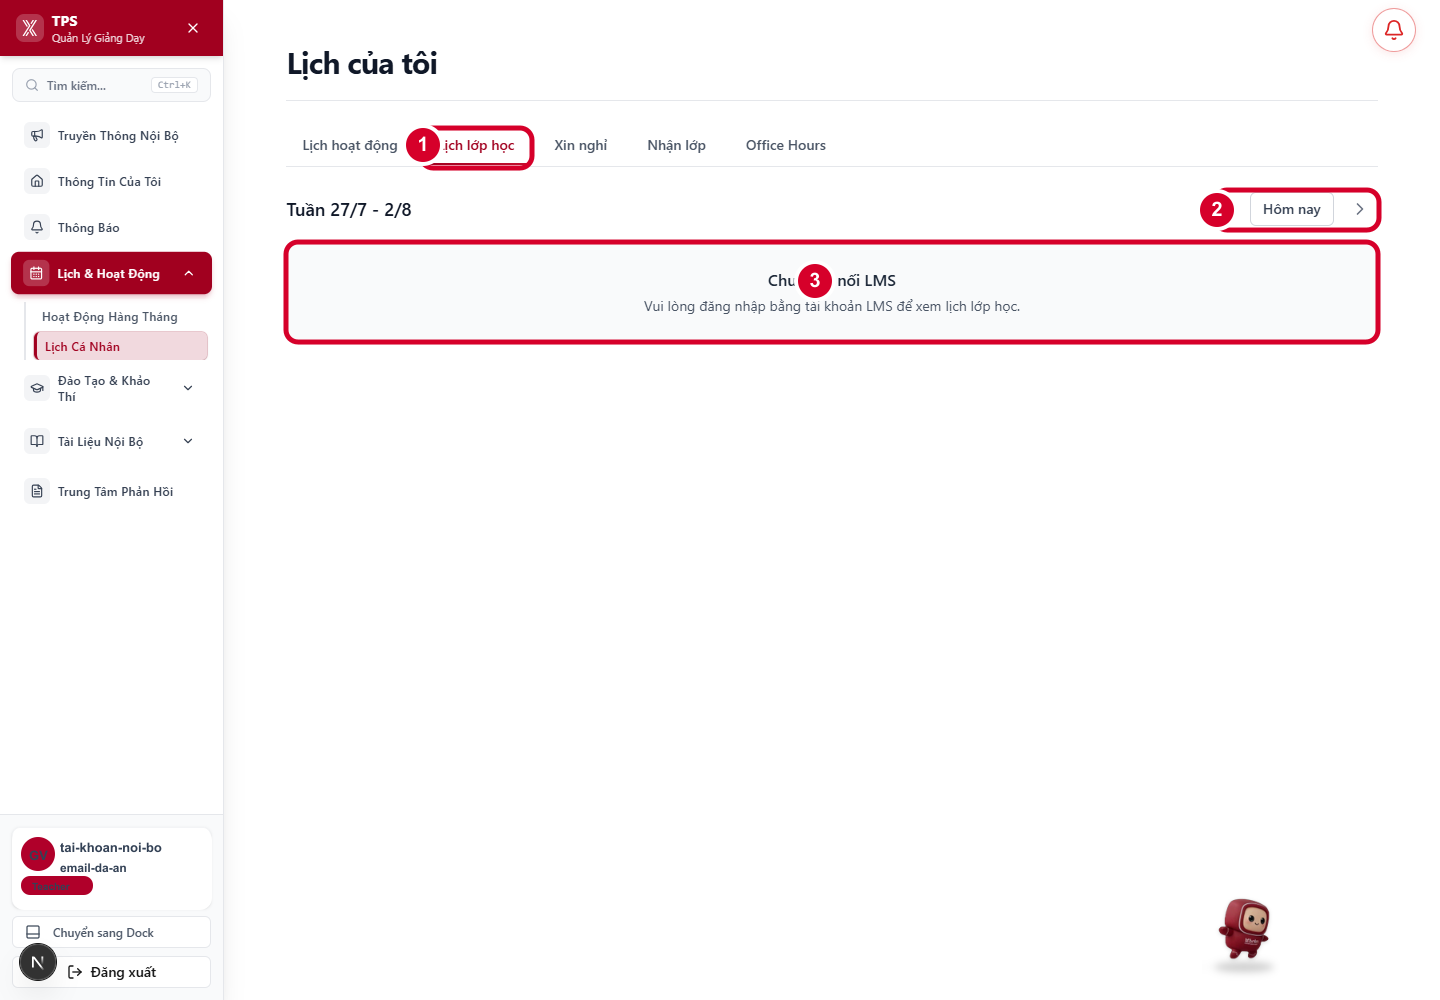 TPS
Quản Lý Giảng Dạy
Tìm kiếm...
Ctrl+K
Truyền Thông Nội Bộ
Thông Tin Của Tôi
Thông Báo
Lịch & Hoạt Động
Hoạt Động Hàng Tháng
Lịch Cá Nhân
Đào Tạo & Khảo
Thí
Tài Liệu Nội Bộ
Trung Tâm Phản Hồi
tai-khoan-noi-bo
email-da-an
Chuyển sang Dock
N
Đăng xuất
Lịch của tôi
Lịch hoạt động
1
ịch lớp học
Xin nghỉ
Nhận lớp
Office Hours
Tuần 27/7 - 2/8
2
Hôm nay
3
nối LMS
Vui lòng đăng nhập bằng tài khoản LMS để xem lịch lớp học.